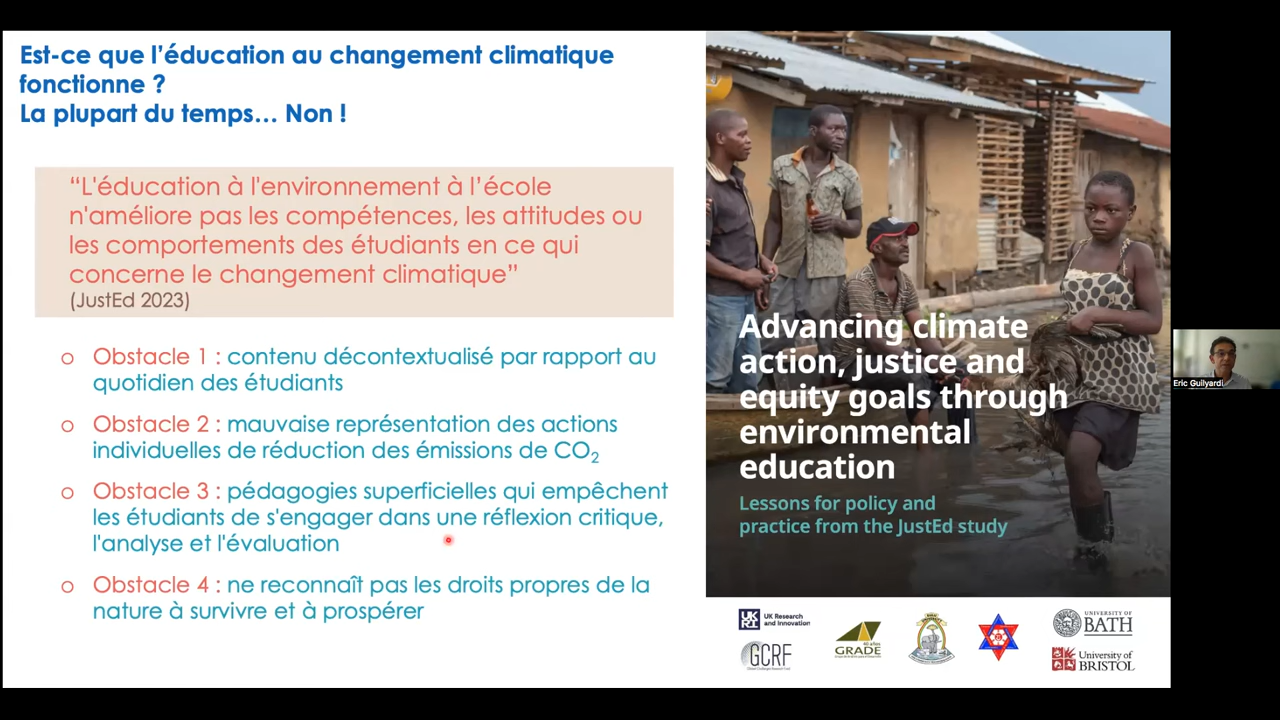 Est-ce que l'éducation au changement climatique
fonctionne ?
La plupart du temps... Non !
“L'éducation à l'environnement à l'école
n'améliore pas les compétences, les attitudes ou
les comportements des étudiants en ce qui
concerne le changement climatique”
(JustEd 2023)
o Obstacle 1 : contenu décontextualisé par rapport au
quotidien des étudiants
o Obstacle 2 : mauvaise représentation des actions
individuelles de réduction des émissions de CO₂
o Obstacle 3 : pédagogies superficielles qui empêchent
les étudiants de s'engager dans une réflexion critique,
l'analyse et l'évaluation
o Obstacle 4 : ne reconnaît pas les droits propres de la
nature à survivre et à prospérer
Advancing climate
action, justice and
equity goals through
environmental
education
Lessons for policy and
practice from the JustEd study
UK RI
UK Research
and Innovation
GCRF
GRADE
UNIVERSITY OF
BATH
University of
BRISTOL
Eric Guilyardi